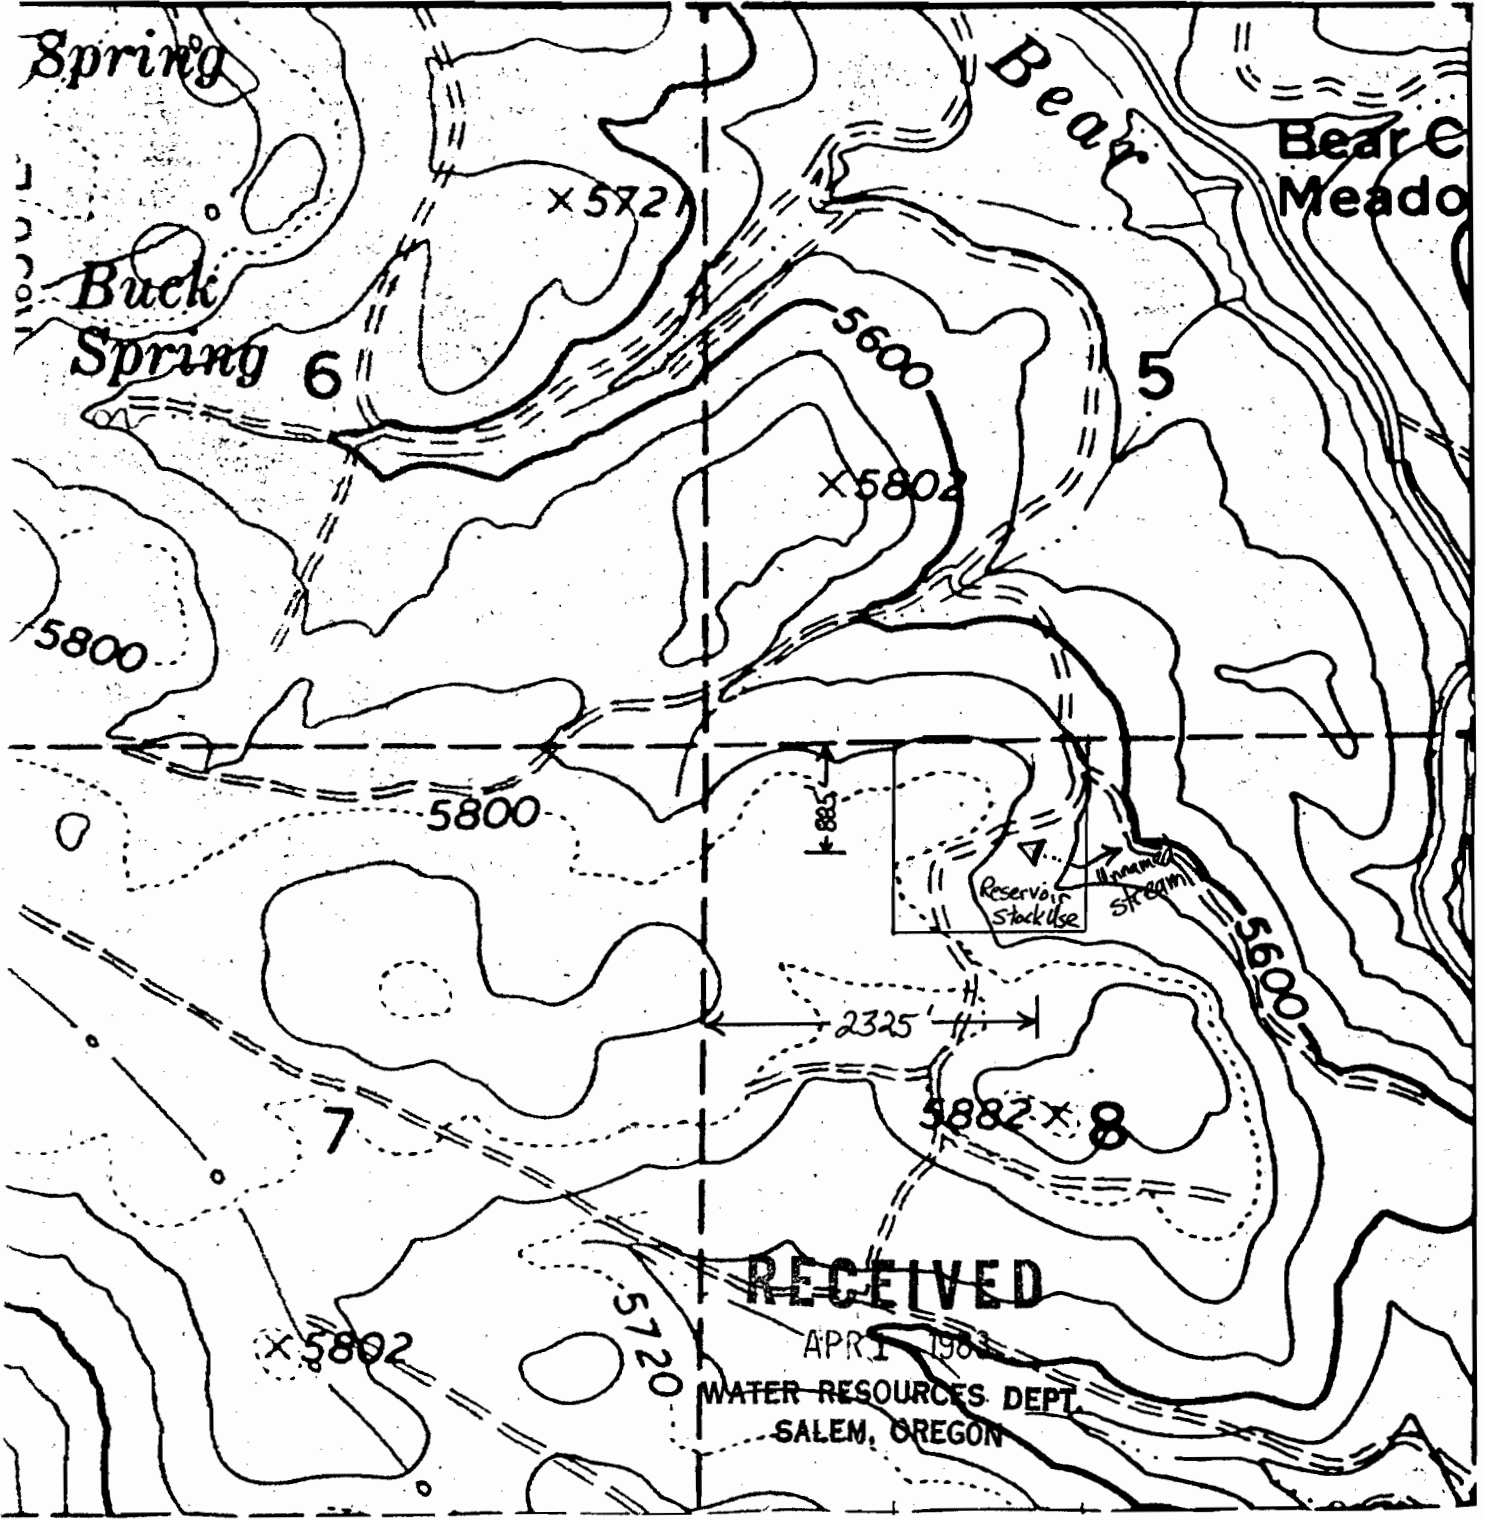 Spring
Bear
Bear C
Meado
×5721
Buck
Spring
6
5600
5
×5802
5800
5800
885'
Unnamed
stream
Reservoir
Stock Use
5600
2325'
7
5882 × 8
5720
RECEIVED
×5802
APR 1 1983
WATER RESOURCES DEPT.
SALEM, OREGON